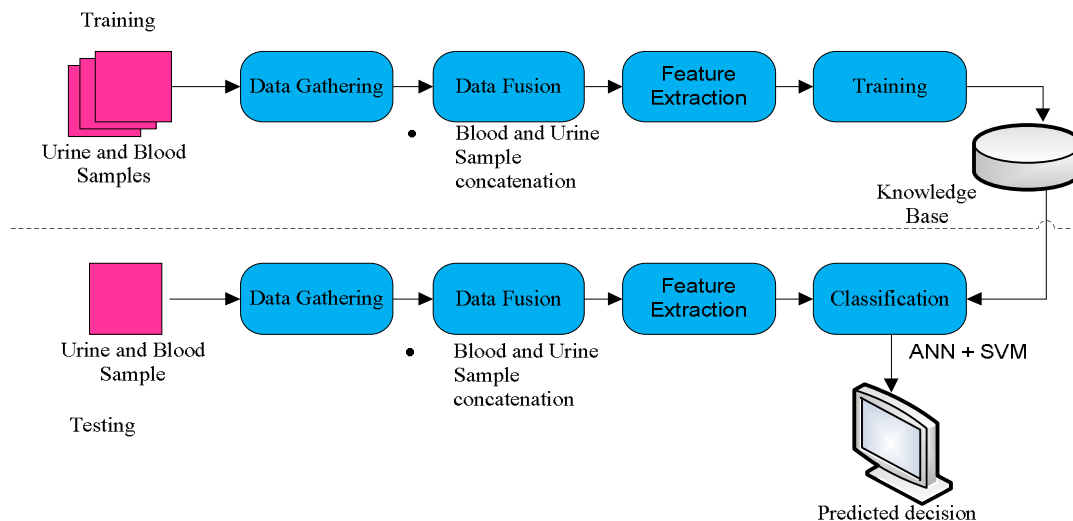 Training
Data Gathering
Data Fusion
Feature
Extraction
Training
Urine and Blood
Samples
• Blood and Urine
Sample
concatenation
Knowledge
Base
Data Gathering
Data Fusion
Feature
Extraction
Classification
Urine and Blood
Sample
• Blood and Urine
Sample
concatenation
ANN + SVM
Testing
Predicted decision